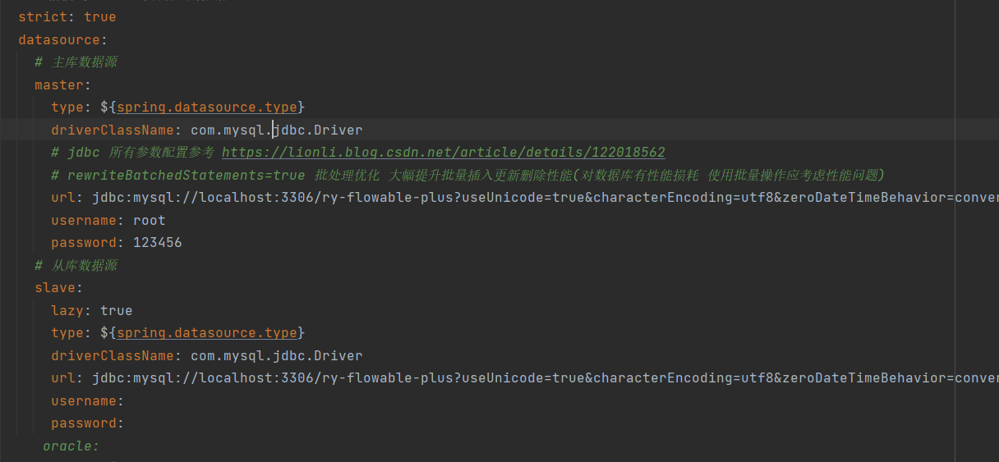 strict: true
datasource:
# 主库数据源
master:
type: ${spring.datasource.type}
driverClassName: com.mysql.jdbc.Driver
# jdbc 所有参数配置参考 https://lionli.blog.csdn.net/article/details/122018562
# rewriteBatchedStatements=true 批处理优化 大幅提升批量插入更新删除性能(对数据库有性能损耗 使用批量操作应考虑性能问题)
url: jdbc:mysql://localhost:3306/ry-flowable-plus?useUnicode=true&characterEncoding=utf8&zeroDateTimeBehavior=conver
username: root
password: 123456
# 从库数据源
slave:
lazy: true
type: ${spring.datasource.type}
driverClassName: com.mysql.jdbc.Driver
url: jdbc:mysql://localhost:3306/ry-flowable-plus?useUnicode=true&characterEncoding=utf8&zeroDateTimeBehavior=conver
username:
password:
oracle: